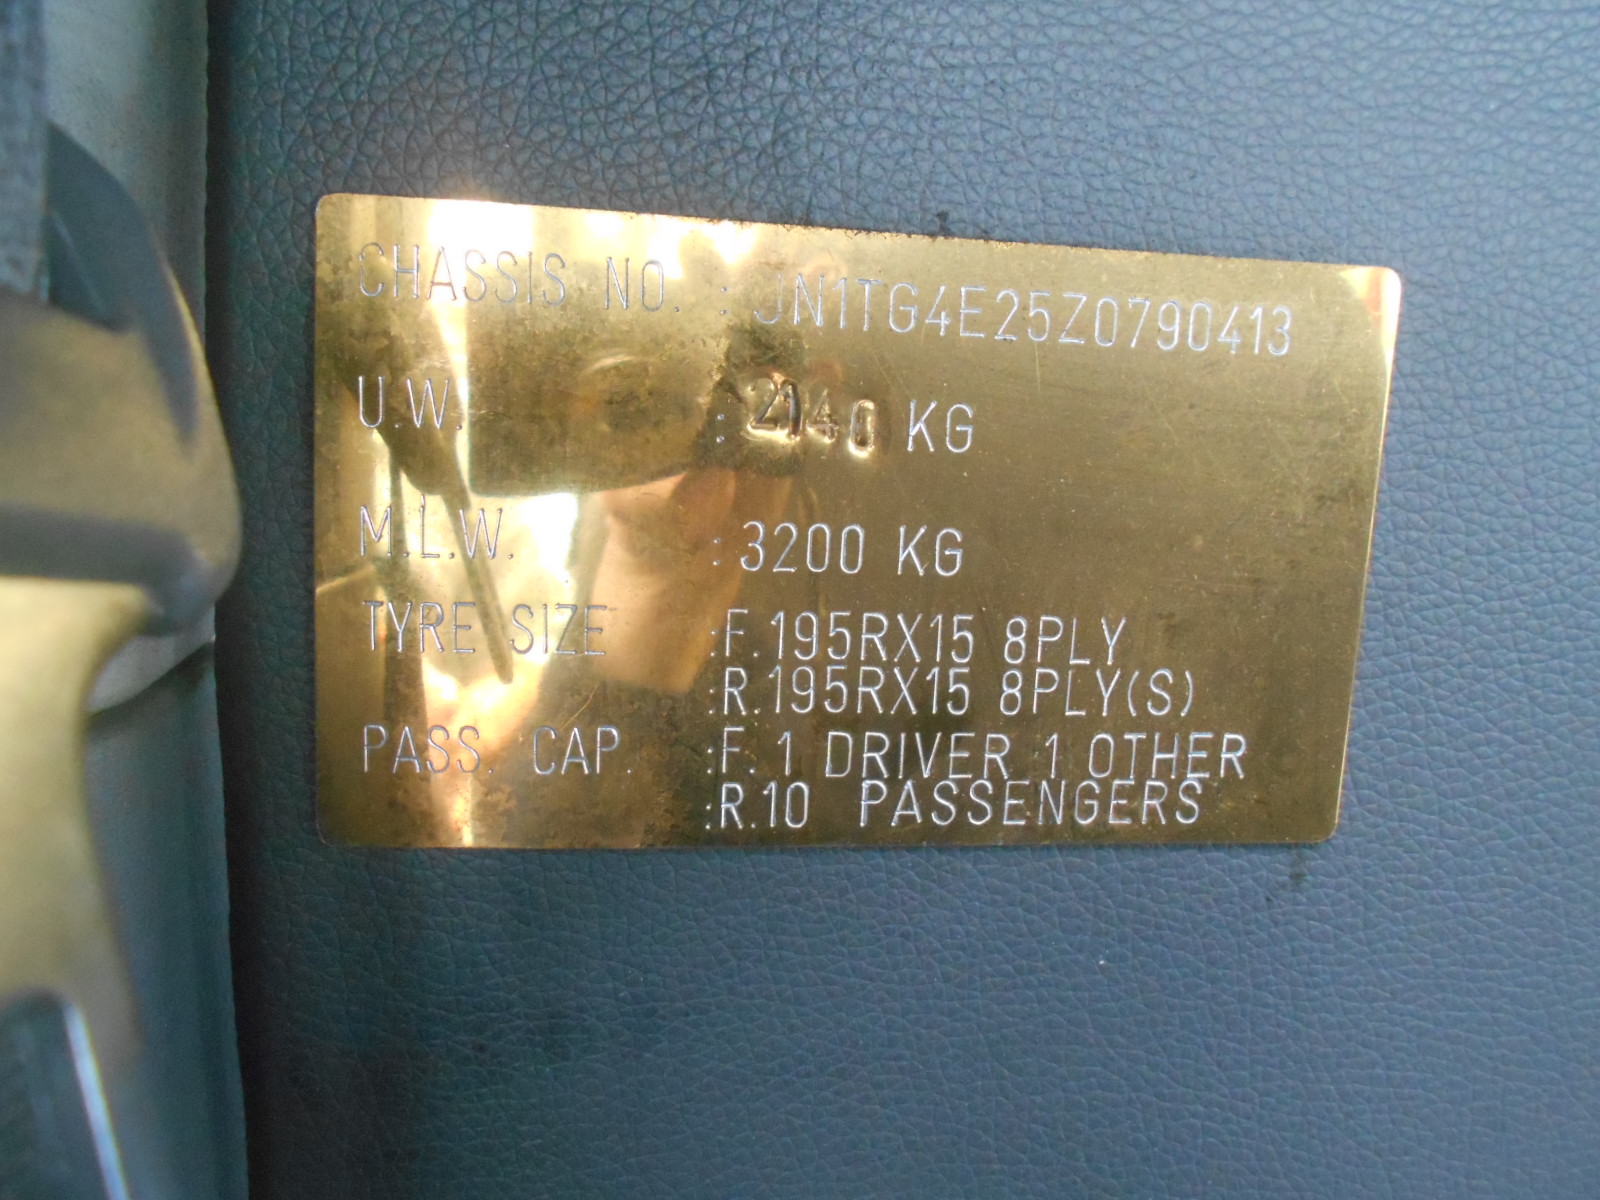 CHASSIS NO. : JN1TG4E25Z0790413
U.W. : 2140 KG
M.L.W. : 3200 KG
TYRE SIZE :F.195RX15 8PLY
:R.195RX15 8PLY(S)
PASS. CAP. :F. 1 DRIVER 1 OTHER
:R.10 PASSENGERS